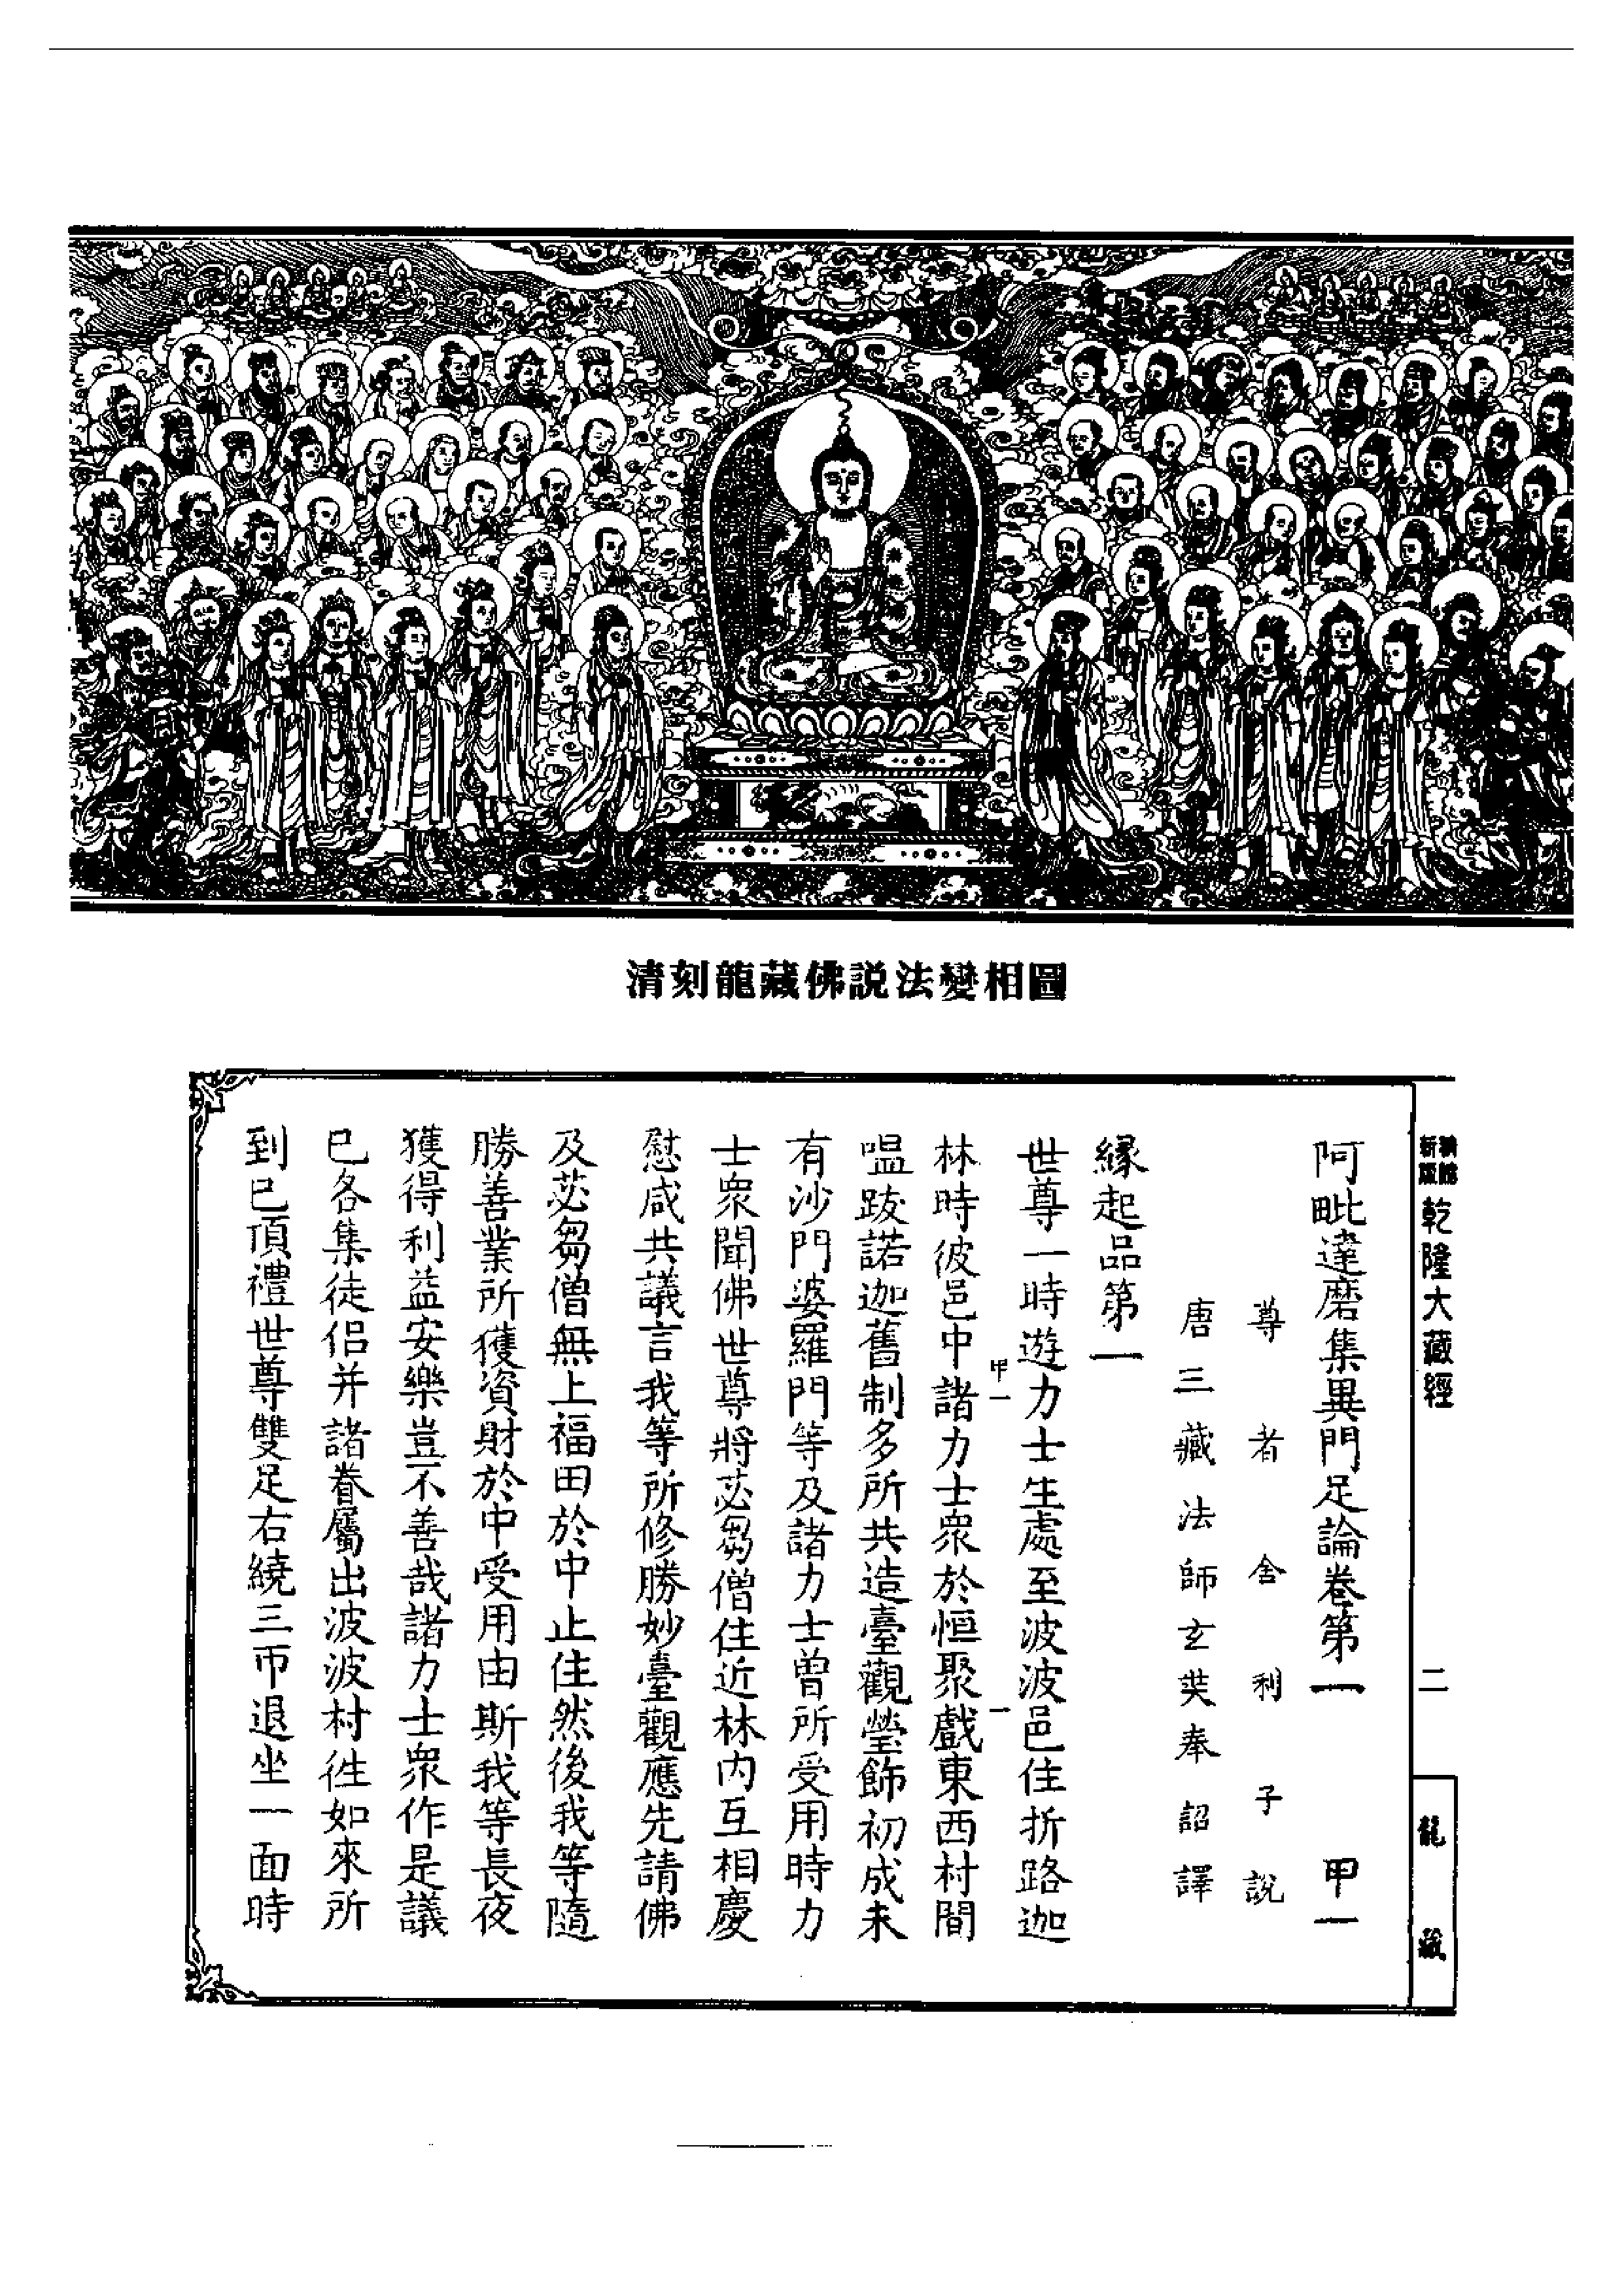 清刻龍藏佛説法變相圖
新版
乾隆大藏經
二
龍藏
阿毗達磨集異門足論卷第一 甲一
尊者舍利子說
唐三藏法師玄奘奉詔譯
緣起品第一
世尊一時遊力士生處至波波邑住折路迦
林時彼邑中諸力士衆於恒聚戲東西村間
甲一 一
嗢跋諾迦舊制多所共造臺觀瑩飾初成未
有沙門婆羅門等及諸力士曾所受用時力
士衆聞佛世尊將苾芻僧住近林内互相慶
慰咸共議言我等所修勝妙臺觀應先請佛
及苾芻僧無上福田於中止住然後我等隨
勝善業所獲資財於中受用由斯我等長夜
獲得利益安樂豈不善哉諸力士衆作是議
已各集徒侶并諸眷屬出波波村徃如來所
到已頂禮世尊雙足右繞三帀退坐一面時